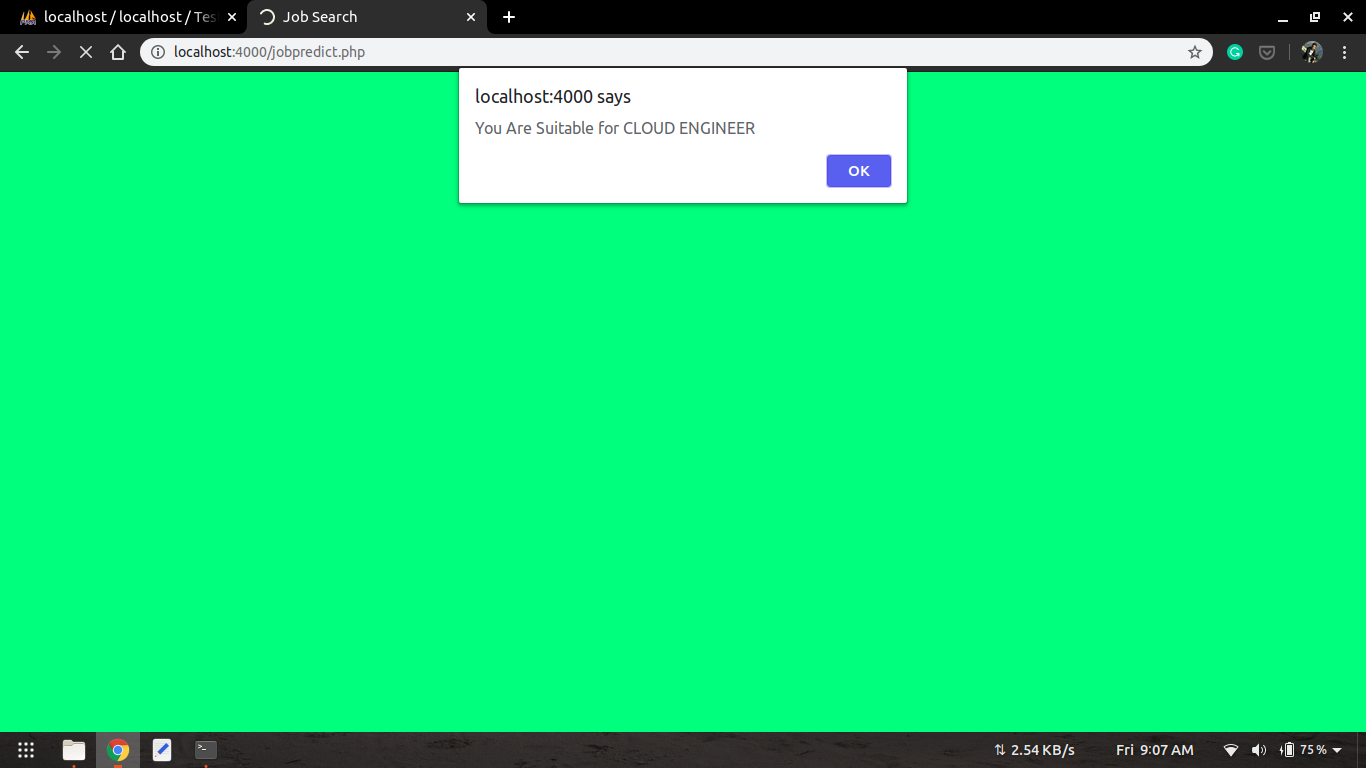 localhost / localhost / Tes
Job Search
localhost:4000/jobpredict.php
localhost:4000 says
You Are Suitable for CLOUD ENGINEER
OK
2.54 KB/s
Fri 9:07 AM
75 %